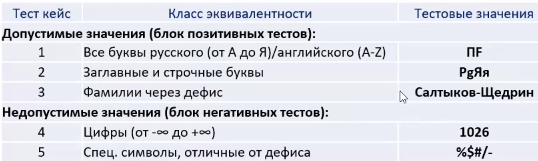 Тест кейс Класс эквивалентности Тестовые значения
Допустимые значения (блок позитивных тестов):
1 Все буквы русского (от А до Я)/английского (A-Z) ПF
2 Заглавные и строчные буквы РgЯя
3 Фамилии через дефис Салтыков-Щедрин
Недопустимые значения (блок негативных тестов):
4 Цифры (от -∞ до +∞) 1026
5 Спец. символы, отличные от дефиса %$#/-